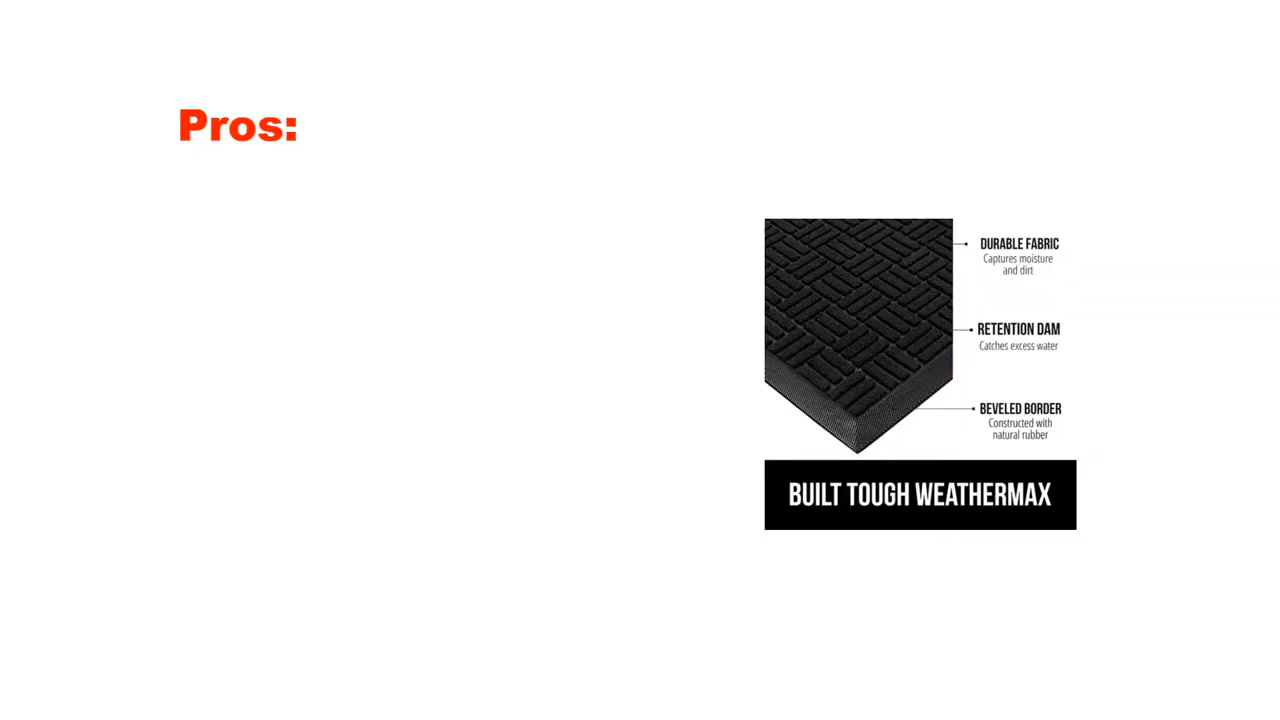 Pros:
DURABLE FABRIC
Captures moisture
and dirt
RETENTION DAM
Catches excess water
BEVELED BORDER
Constructed with
natural rubber
BUILT TOUGH WEATHERMAX